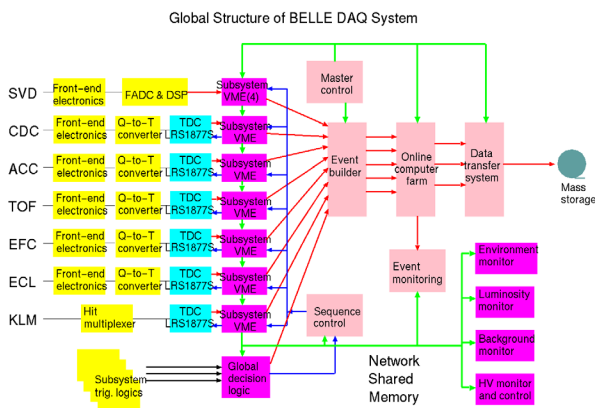 Global Structure of BELLE DAQ System
SVD
Front-end
electronics
FADC & DSP
Subsystem
VME(4)
Master
control
CDC
Front-end
electronics
Q-to-T
converter
TDC
LRS1877S
Subsystem
VME
ACC
Front-end
electronics
Q-to-T
converter
TDC
LRS1877S
Subsystem
VME
TOF
Front-end
electronics
Q-to-T
converter
TDC
LRS1877S
Subsystem
VME
EFC
Front-end
electronics
Q-to-T
converter
TDC
LRS1877S
Subsystem
VME
ECL
Front-end
electronics
Q-to-T
converter
TDC
LRS1877S
Subsystem
VME
KLM
Hit
multiplexer
TDC
LRS1877S
Subsystem
VME
Event
builder
Online
computer
farm
Data
transfer
system
Mass
storage
Event
monitoring
Environment
monitor
Luminosity
monitor
Background
monitor
HV monitor
and control
Sequence
control
Subsystem
trig. logics
Global
decision
logic
Network
Shared
Memory